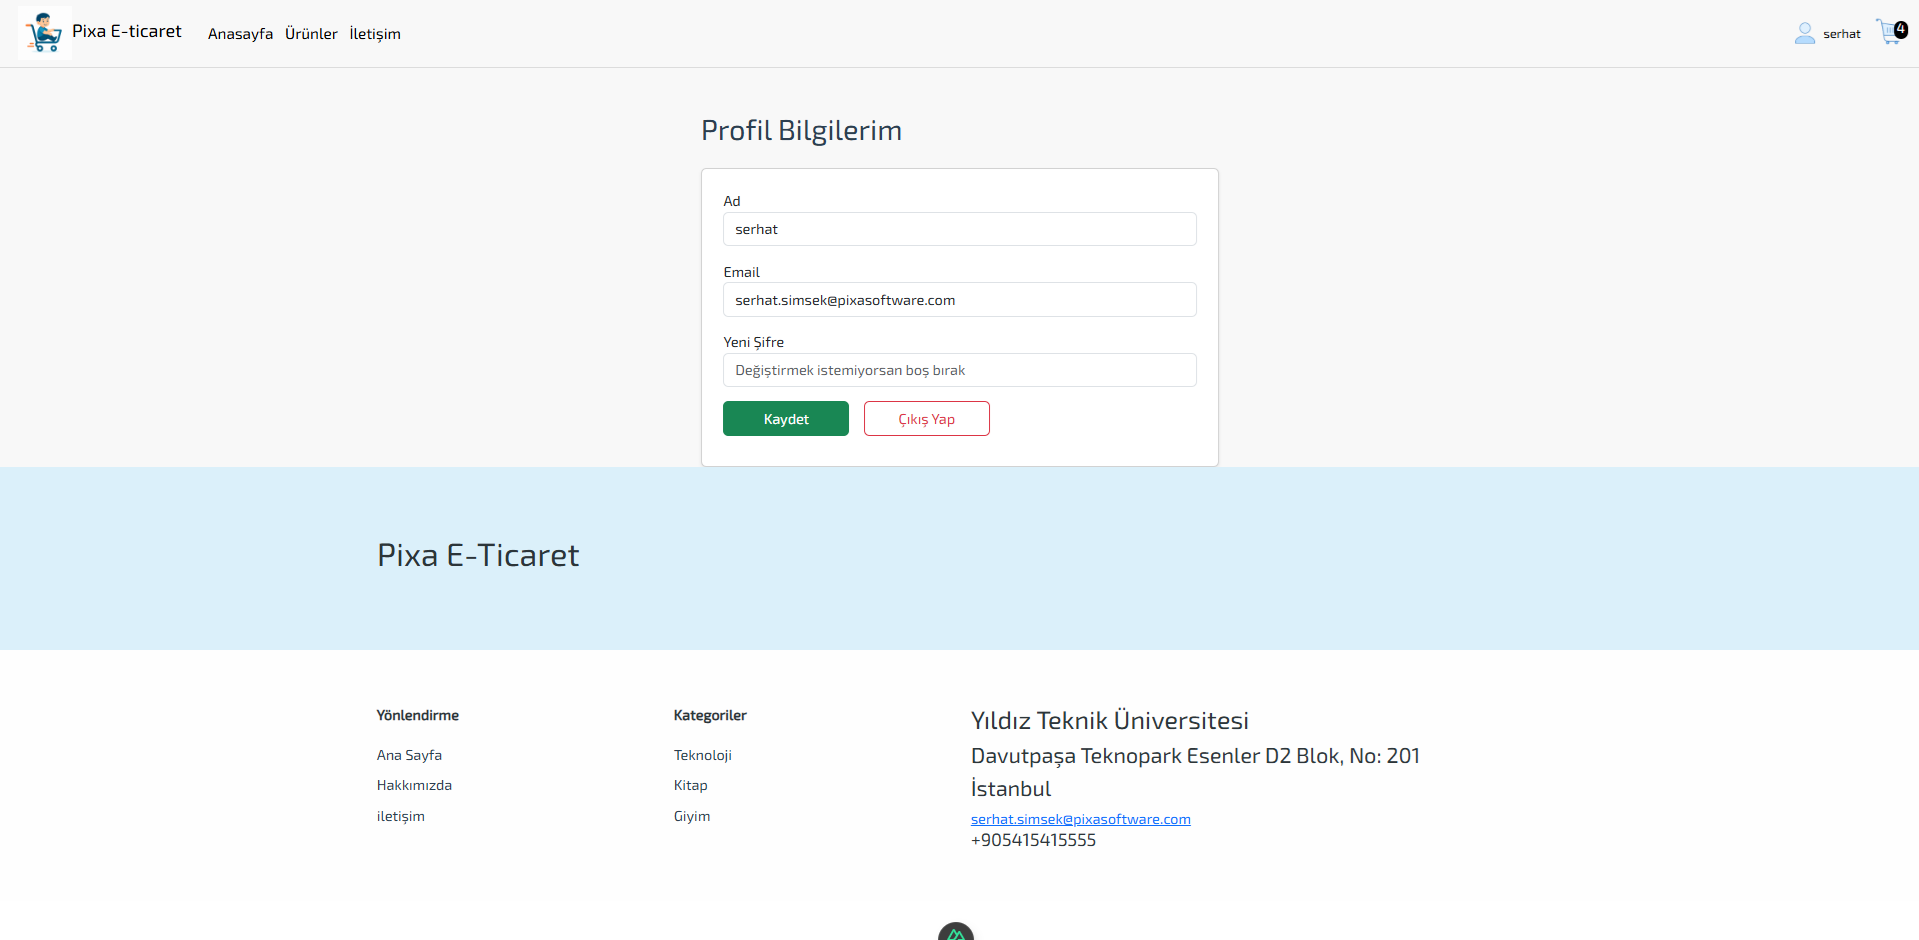 Pixa E-ticaret
Anasayfa Ürünler İletişim
serhat
4
Profil Bilgilerim
Ad
serhat
Email
serhat.simsek@pixasoftware.com
Yeni Şifre
Değiştirmek istemiyorsan boş bırak
Kaydet
Çıkış Yap
Pixa E-Ticaret
Yönlendirme
Ana Sayfa
Hakkımızda
iletişim
Kategoriler
Teknoloji
Kitap
Giyim
Yıldız Teknik Üniversitesi
Davutpaşa Teknopark Esenler D2 Blok, No: 201
İstanbul
serhat.simsek@pixasoftware.com
+905415415555